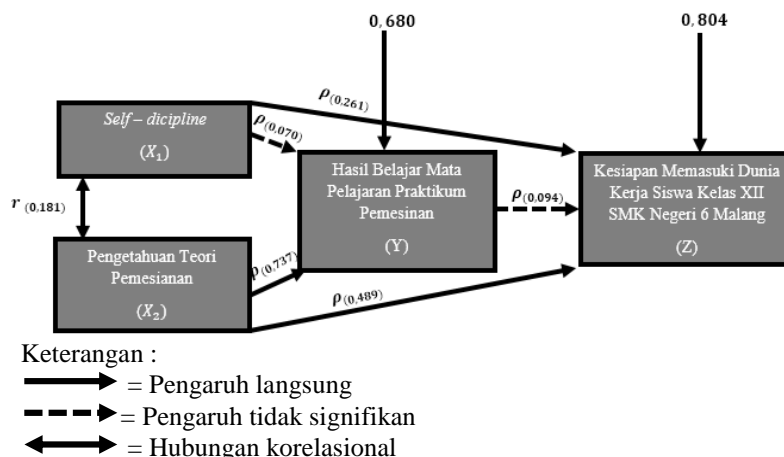 0,680
0,804
Self – dicipline
(X₁)
ρ(0,261)
ρ(0,070)
Hasil Belajar Mata
Pelajaran Praktikum
Pemesinan
(Y)
ρ(0,094)
Kesiapan Memasuki Dunia
Kerja Siswa Kelas XII
SMK Negeri 6 Malang
(Z)
r (0,181)
Pengetahuan Teori
Pemesianan
(X₂)
ρ(0,737)
ρ(0,489)
Keterangan :
= Pengaruh langsung
= Pengaruh tidak signifikan
= Hubungan korelasional